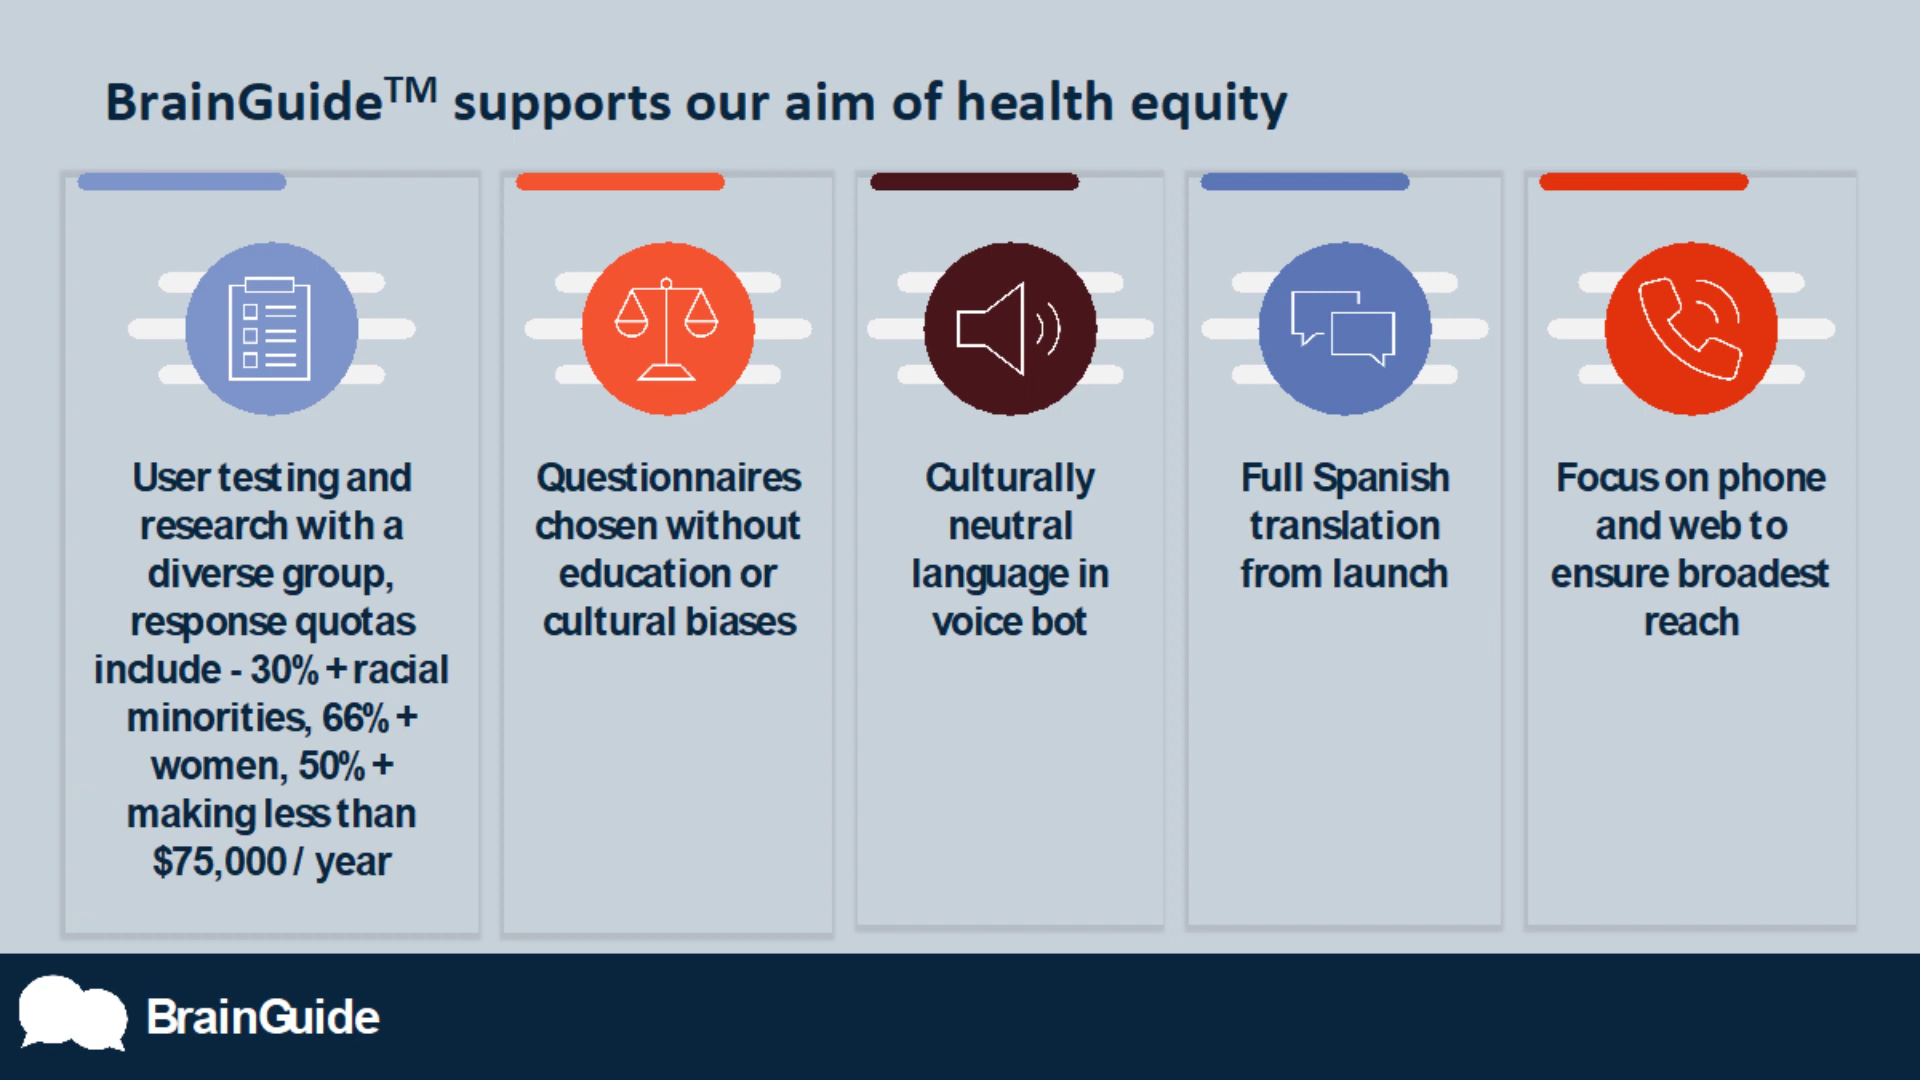 BrainGuide™ supports our aim of health equity
User testing and
research with a
diverse group,
response quotas
include - 30% + racial
minorities, 66% +
women, 50% +
making less than
$75,000 / year
Questionnaires
chosen without
education or
cultural biases
Culturally
neutral
language in
voice bot
Full Spanish
translation
from launch
Focus on phone
and web to
ensure broadest
reach
BrainGuide